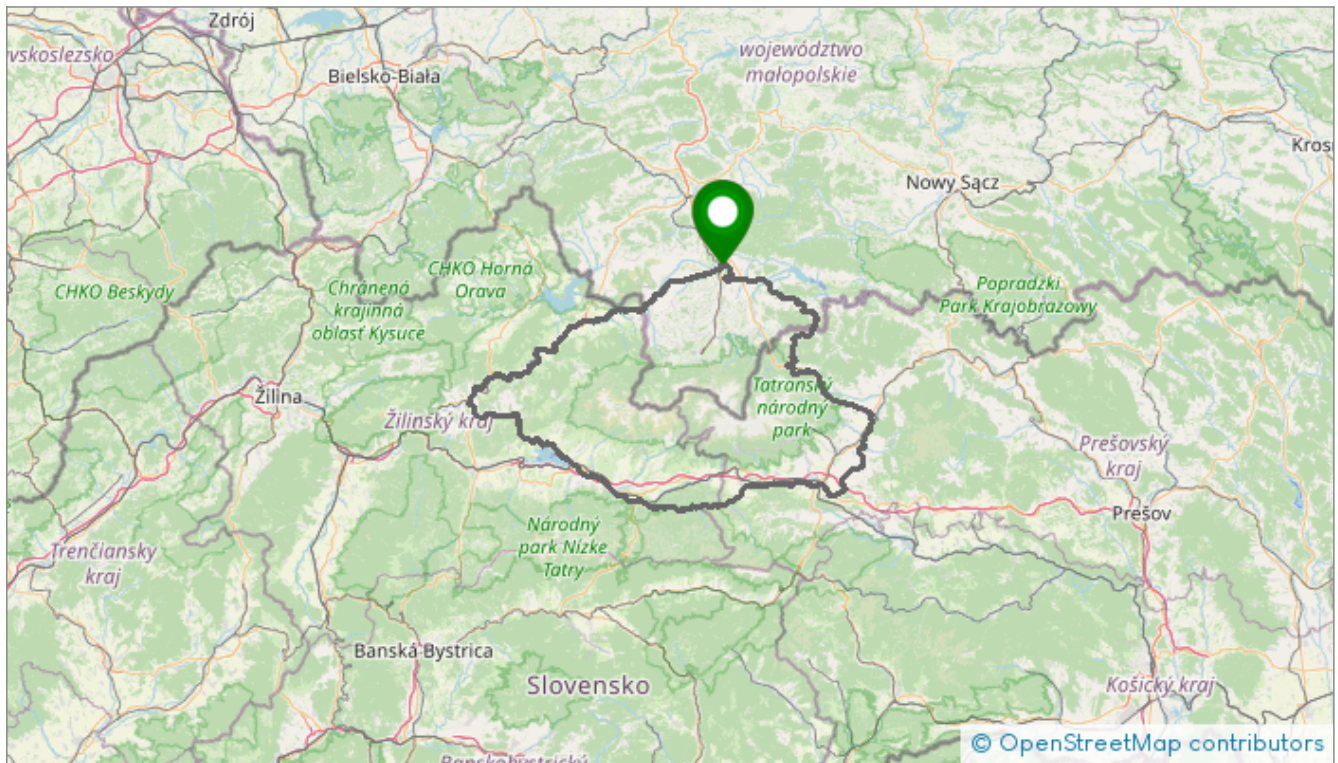 Zdrój
vskoslezsko
województwo
małopolskie
Bielsko-Biała
Nowy Sącz
CHKO Horná
Orava
CHKO Beskydy
Chránená
krajinná
oblasť Kysuce
Popradzki
Park Krajobrazowy
Žilina
Žilinský kraj
Tatranský
národný
park
Prešovský
kraj
Prešov
Národný
park Nízke
Tatry
Trenčiansky
kraj
Banská Bystrica
Slovensko
Košický kraj
© OpenStreetMap contributors